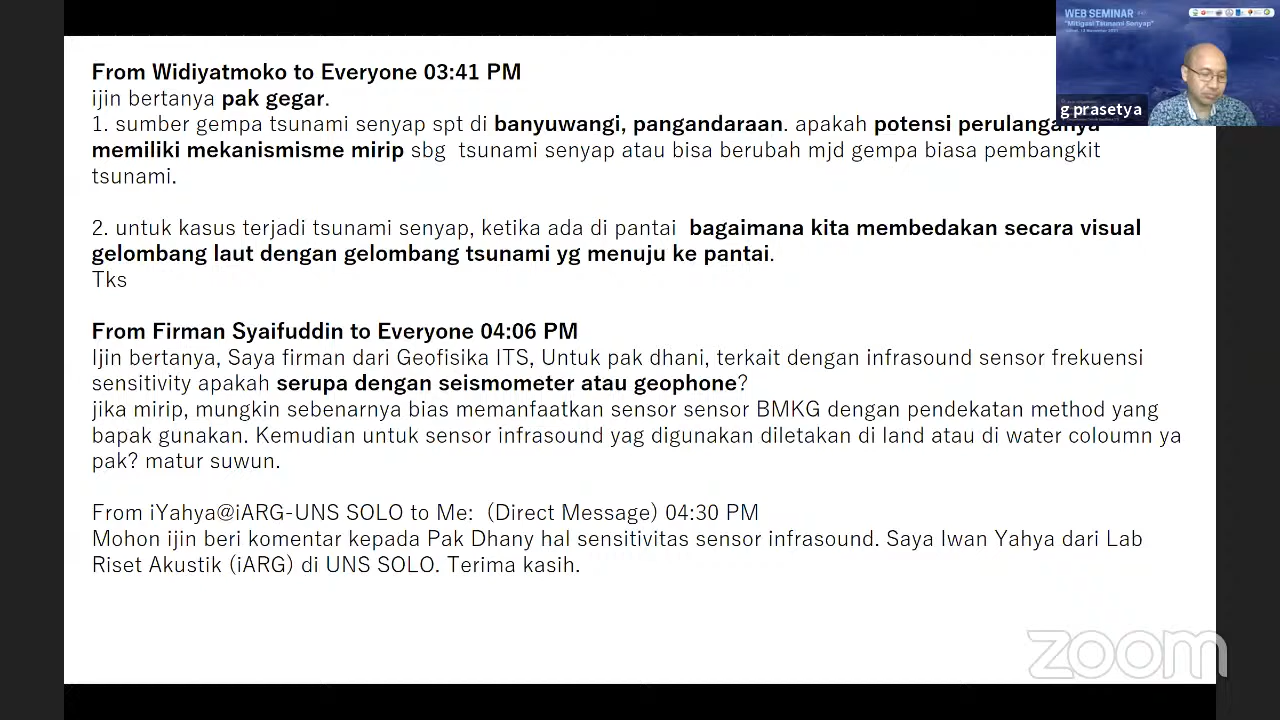 WEB SEMINAR
"Mitigasi Tsunami Senyap"
g prasetya
From Widiyatmoko to Everyone 03:41 PM
ijin bertanya pak gegar.
1. sumber gempa tsunami senyap spt di banyuwangi, pangandaraan. apakah potensi perulanganya
memiliki mekanismisme mirip sbg tsunami senyap atau bisa berubah mjd gempa biasa pembangkit
tsunami.
2. untuk kasus terjadi tsunami senyap, ketika ada di pantai bagaimana kita membedakan secara visual
gelombang laut dengan gelombang tsunami yg menuju ke pantai.
Tks
From Firman Syaifuddin to Everyone 04:06 PM
Ijin bertanya, Saya firman dari Geofisika ITS, Untuk pak dhani, terkait dengan infrasound sensor frekuensi
sensitivity apakah serupa dengan seismometer atau geophone?
jika mirip, mungkin sebenarnya bias memanfaatkan sensor sensor BMKG dengan pendekatan method yang
bapak gunakan. Kemudian untuk sensor infrasound yag digunakan diletakan di land atau di water coloumn ya
pak? matur suwun.
From iYahya@iARG-UNS SOLO to Me: (Direct Message) 04:30 PM
Mohon ijin beri komentar kepada Pak Dhany hal sensitivitas sensor infrasound. Saya Iwan Yahya dari Lab
Riset Akustik (iARG) di UNS SOLO. Terima kasih.
zoom